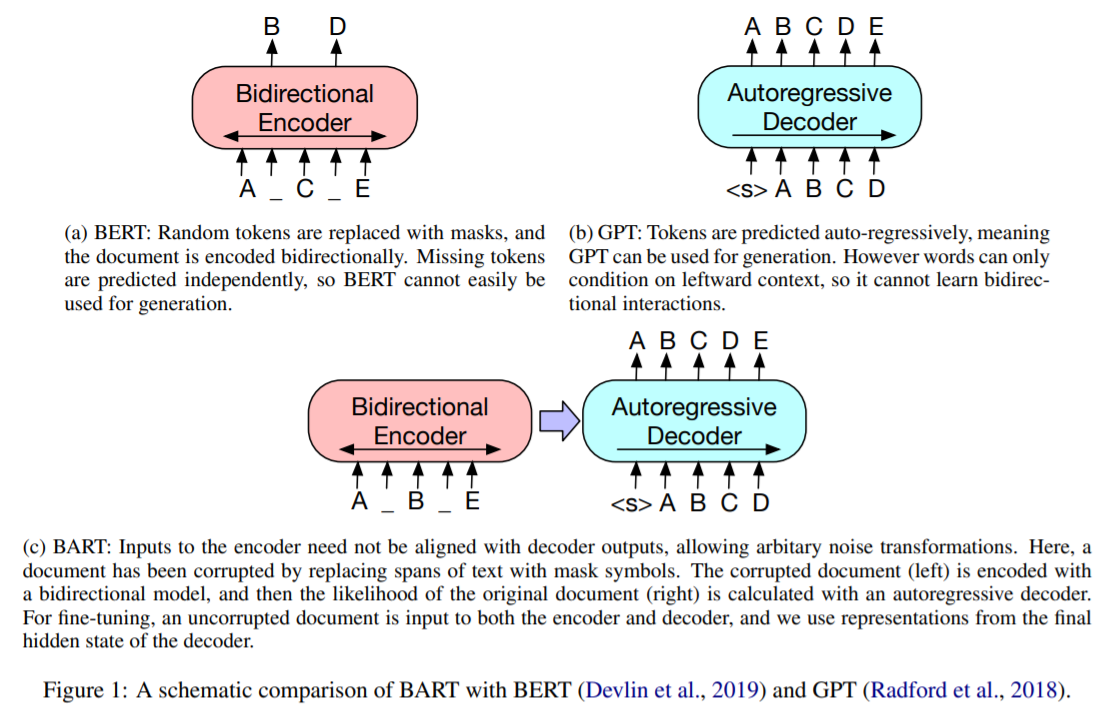 B D
Bidirectional
Encoder
A _ C _ E
(a) BERT: Random tokens are replaced with masks, and
the document is encoded bidirectionally. Missing tokens
are predicted independently, so BERT cannot easily be
used for generation.
A B C D E
Autoregressive
Decoder
<s> A B C D
(b) GPT: Tokens are predicted auto-regressively, meaning
GPT can be used for generation. However words can only
condition on leftward context, so it cannot learn bidirec-
tional interactions.
Bidirectional
Encoder
A _ B _ E
A B C D E
Autoregressive
Decoder
<s> A B C D
(c) BART: Inputs to the encoder need not be aligned with decoder outputs, allowing arbitary noise transformations. Here, a
document has been corrupted by replacing spans of text with mask symbols. The corrupted document (left) is encoded with
a bidirectional model, and then the likelihood of the original document (right) is calculated with an autoregressive decoder.
For fine-tuning, an uncorrupted document is input to both the encoder and decoder, and we use representations from the final
hidden state of the decoder.
Figure 1: A schematic comparison of BART with BERT (Devlin et al., 2019) and GPT (Radford et al., 2018).